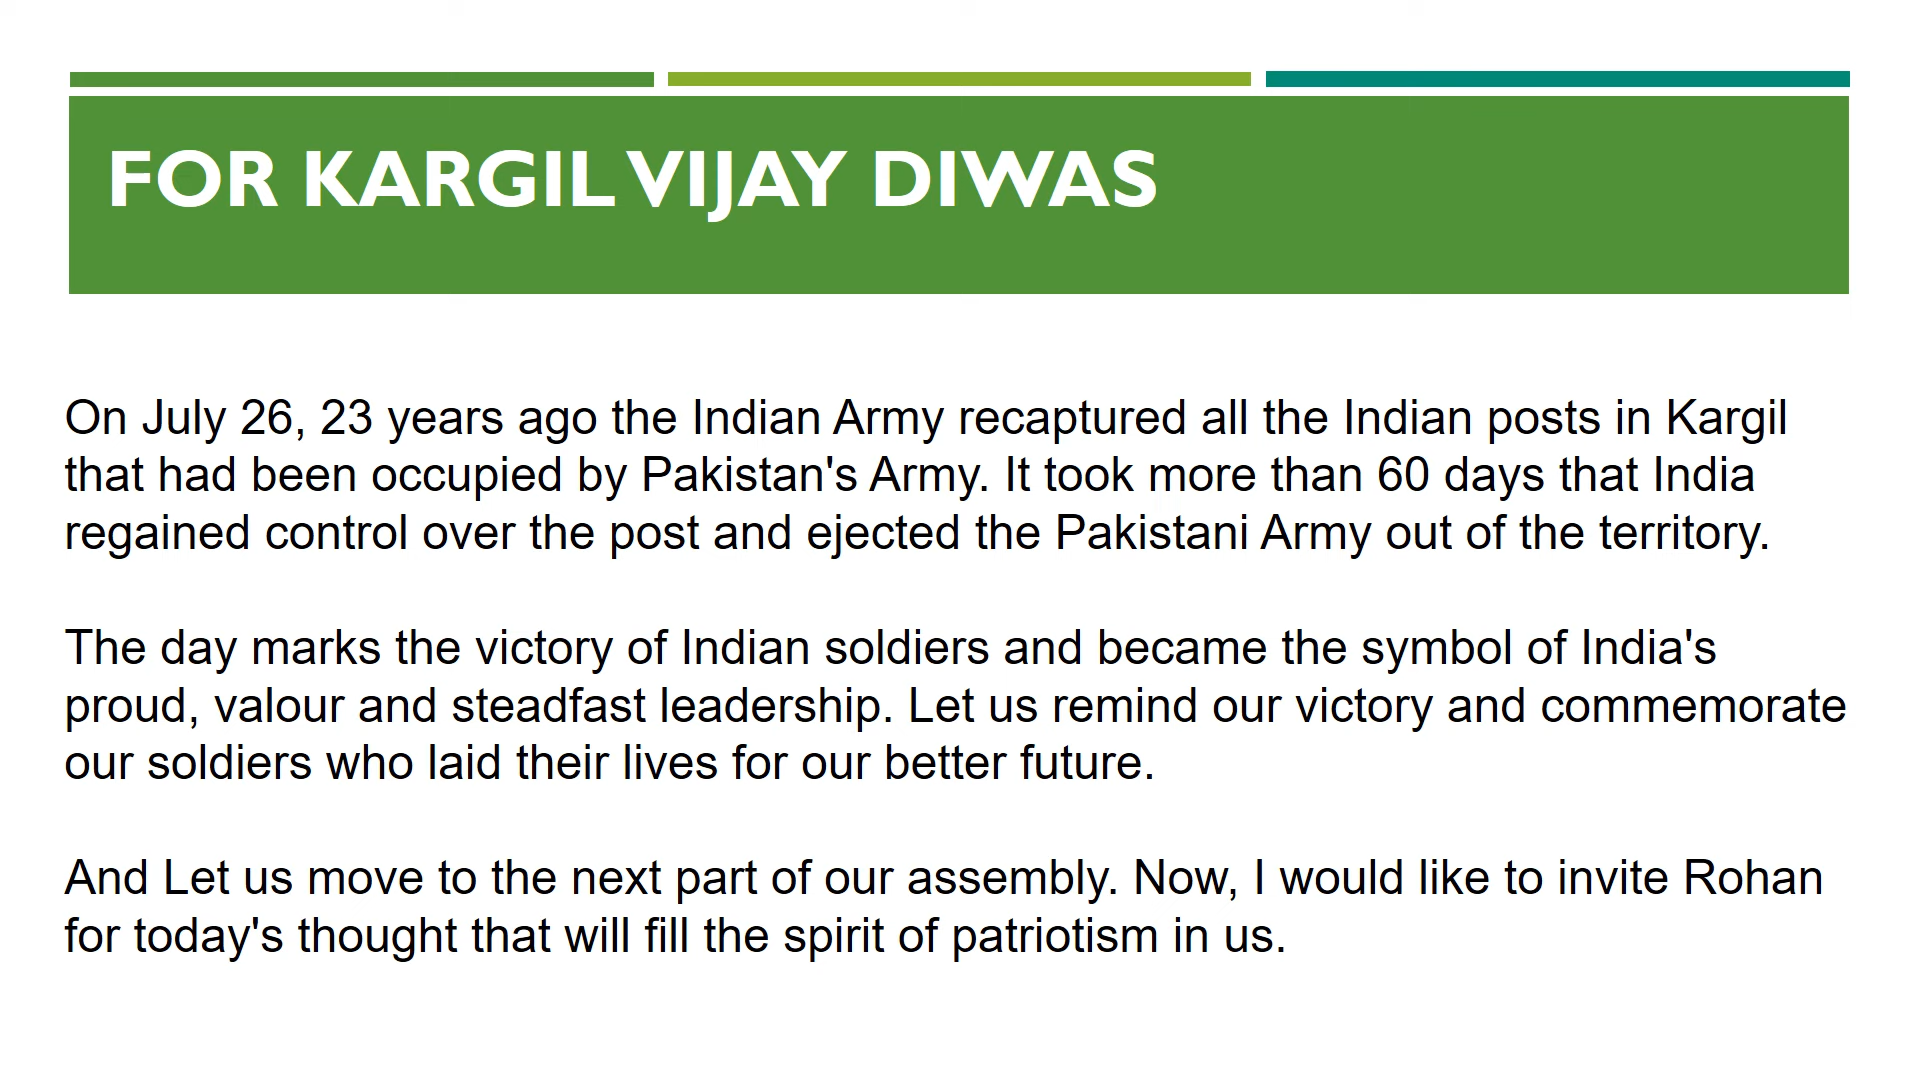 FOR KARGIL VIJAY DIWAS
On July 26, 23 years ago the Indian Army recaptured all the Indian posts in Kargil
that had been occupied by Pakistan's Army. It took more than 60 days that India
regained control over the post and ejected the Pakistani Army out of the territory.
The day marks the victory of Indian soldiers and became the symbol of India's
proud, valour and steadfast leadership. Let us remind our victory and commemorate
our soldiers who laid their lives for our better future.
And Let us move to the next part of our assembly. Now, I would like to invite Rohan
for today's thought that will fill the spirit of patriotism in us.